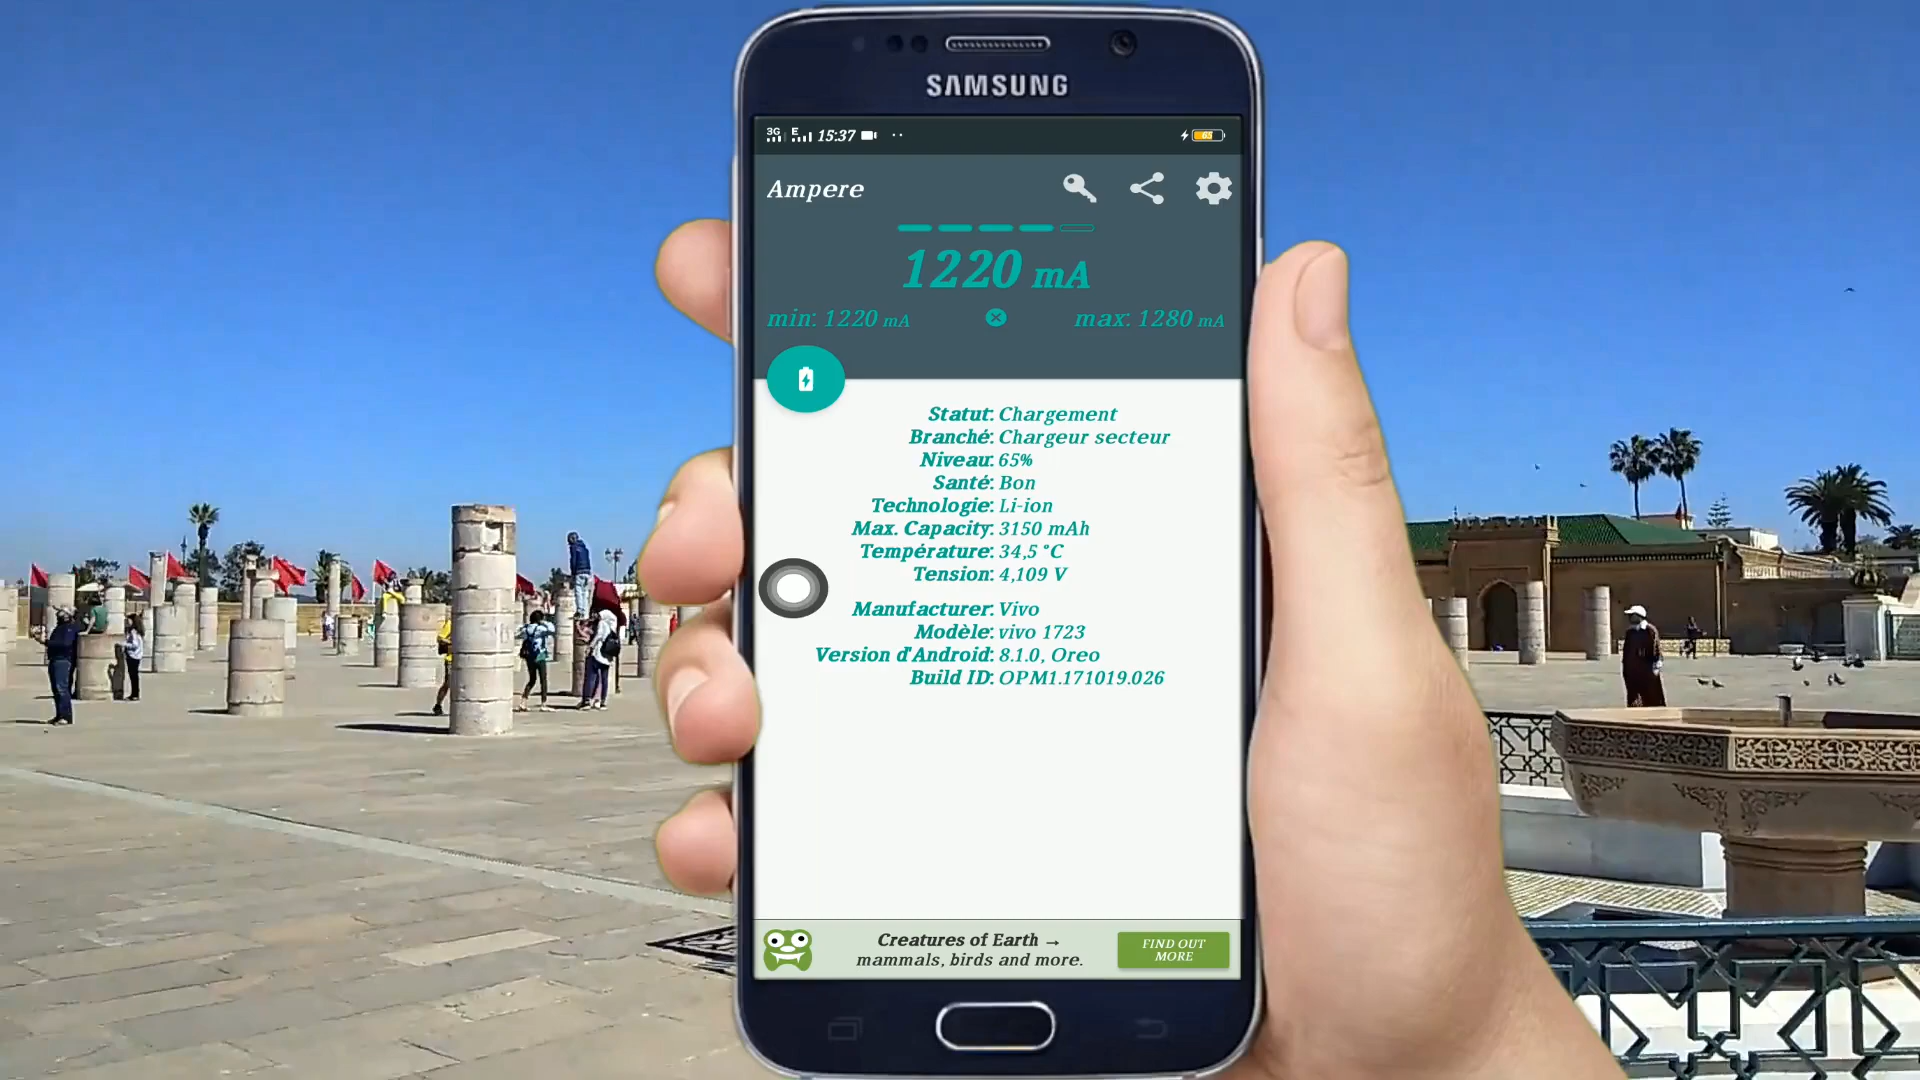 SAMSUNG
3G E 15:37
65
Ampere
1220 mA
min: 1220 mA max: 1280 mA
Statut: Chargement
Branché: Chargeur secteur
Niveau: 65%
Santé: Bon
Technologie: Li-ion
Max. Capacity: 3150 mAh
Température: 34,5°C
Tension: 4,109 V
Manufacturer: Vivo
Modèle: vivo 1723
Version d'Android: 8.1.0, Oreo
Build ID: OPM1.171019.026
Creatures of Earth →
mammals, birds and more.
FIND OUT
MORE